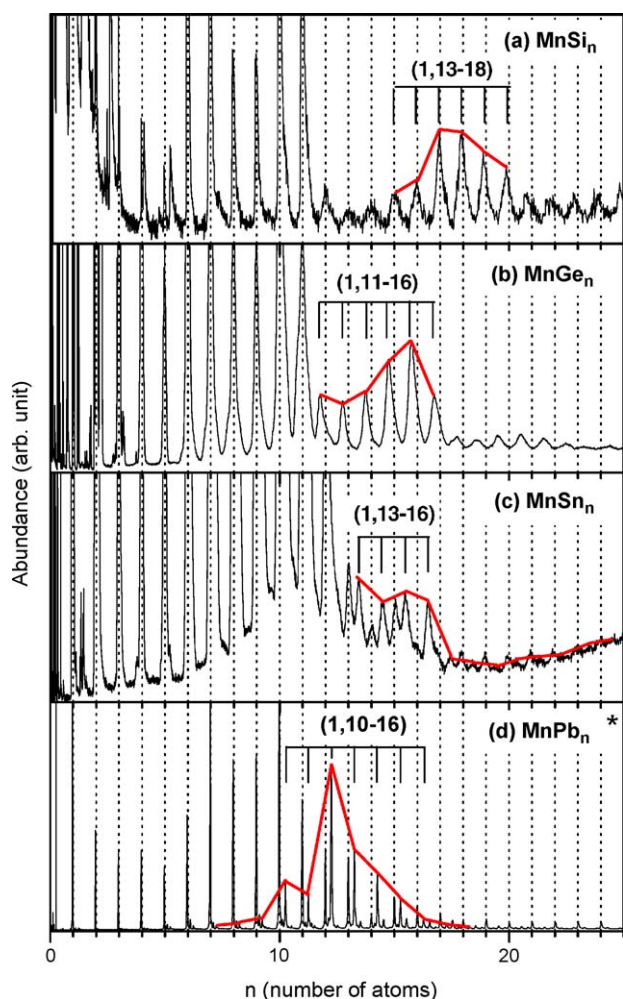 (a) MnSiₙ
(1,13-18)
(b) MnGeₙ
(1,11-16)
Abundance (arb. unit)
(c) MnSnₙ
(1,13-16)
(d) MnPbₙ *
(1,10-16)
0 10 20
n (number of atoms)